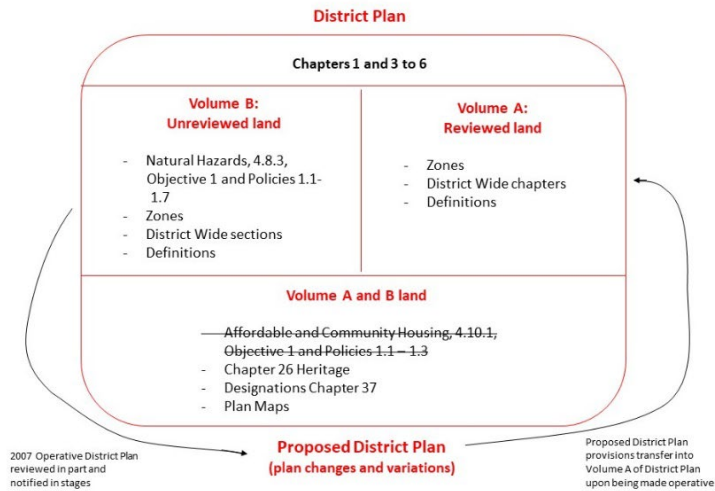 District Plan
Chapters 1 and 3 to 6
Volume B:
Unreviewed land
- Natural Hazards, 4.8.3,
Objective 1 and Policies 1.1-
1.7
- Zones
- District Wide sections
- Definitions
Volume A:
Reviewed land
- Zones
- District Wide chapters
- Definitions
Volume A and B land
- Affordable and Community Housing, 4.10.1,
Objective 1 and Policies 1.1 – 1.3
- Chapter 26 Heritage
- Designations Chapter 37
- Plan Maps
2007 Operative District Plan
reviewed in part and
notified in stages
Proposed District Plan
(plan changes and variations)
Proposed District Plan
provisions transfer into
Volume A of District Plan
upon being made operative